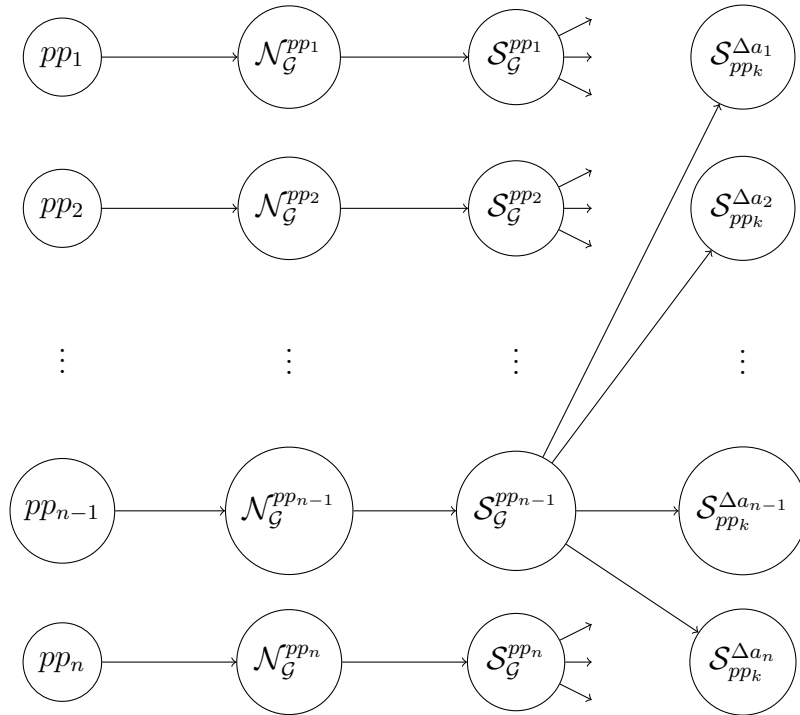 $pp_1$ $\mathcal{N}_{\mathcal{G}}^{pp_1}$ $\mathcal{S}_{\mathcal{G}}^{pp_1}$ $\mathcal{S}_{pp_k}^{\Delta a_1}$
$pp_2$ $\mathcal{N}_{\mathcal{G}}^{pp_2}$ $\mathcal{S}_{\mathcal{G}}^{pp_2}$ $\mathcal{S}_{pp_k}^{\Delta a_2}$
⋮ ⋮ ⋮ ⋮
$pp_{n-1}$ $\mathcal{N}_{\mathcal{G}}^{pp_{n-1}}$ $\mathcal{S}_{\mathcal{G}}^{pp_{n-1}}$ $\mathcal{S}_{pp_k}^{\Delta a_{n-1}}$
$pp_n$ $\mathcal{N}_{\mathcal{G}}^{pp_n}$ $\mathcal{S}_{\mathcal{G}}^{pp_n}$ $\mathcal{S}_{pp_k}^{\Delta a_n}$